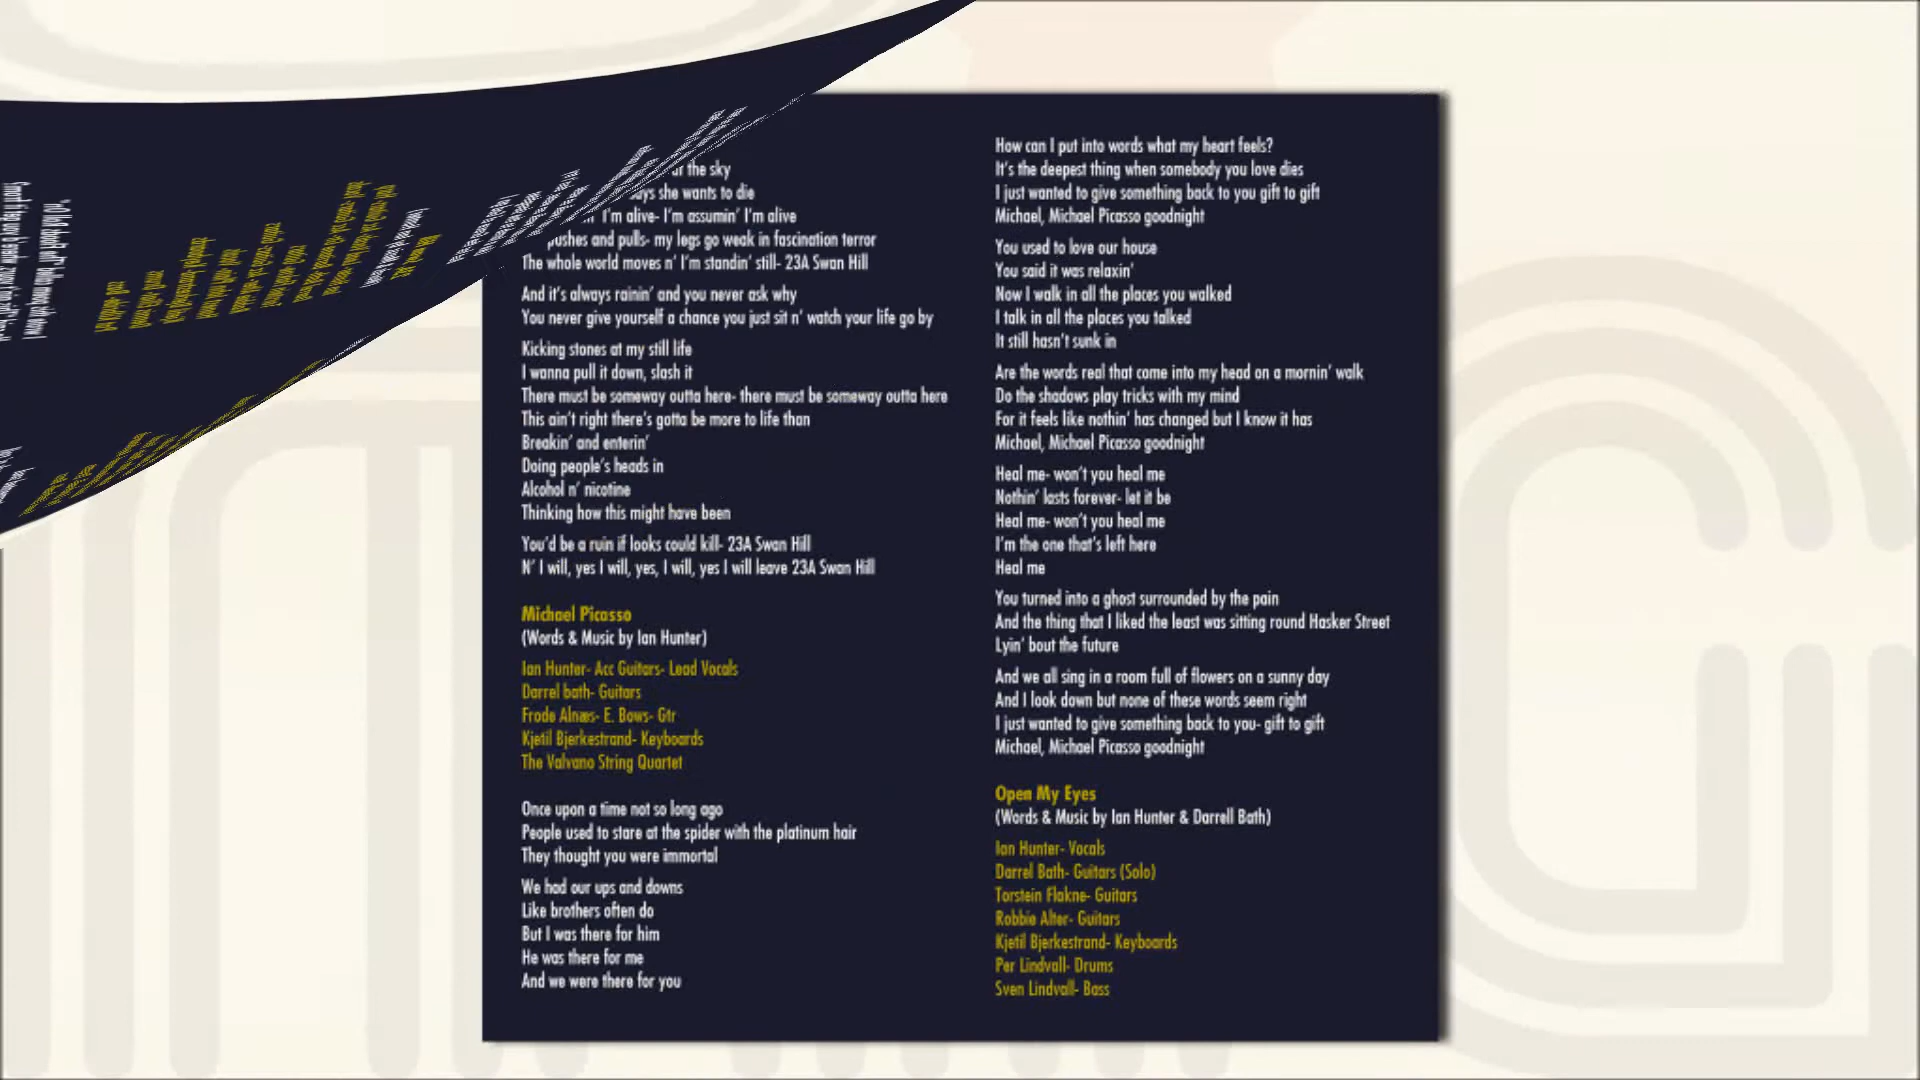 the sky
she wants to die
I'm alive- I'm assumin' I'm alive
pushes and pulls- my legs go weak in fascination terror
The whole world moves n' I'm standin' still- 23A Swan Hill
And it's always rainin' and you never ask why
You never give yourself a chance you just sit n' watch your life go by
Kicking stones at my still life
I wanna pull it down, slash it
There must be someway outta here- there must be someway outta here
This ain't right there's gotta be more to life than
Breakin' and enterin'
Doing people's heads in
Alcohol n' nicotine
Thinking how this might have been
You'd be a ruin if looks could kill- 23A Swan Hill
N' I will, yes I will, yes, I will, yes I will leave 23A Swan Hill
Michael Picasso
(Words & Music by Ian Hunter)
Ian Hunter- Acc Guitars- Lead Vocals
Darrel bath- Guitars
Frode Alnæs- E. Bows- Gtr
Kjetil Bjerkestrand- Keyboards
The Valvano String Quartet
Once upon a time not so long ago
People used to stare at the spider with the platinum hair
They thought you were immortal
We had our ups and downs
Like brothers often do
But I was there for him
He was there for me
And we were there for you
How can I put into words what my heart feels?
It's the deepest thing when somebody you love dies
I just wanted to give something back to you gift to gift
Michael, Michael Picasso goodnight
You used to love our house
You said it was relaxin'
Now I walk in all the places you walked
I talk in all the places you talked
It still hasn't sunk in
Are the words real that come into my head on a mornin' walk
Do the shadows play tricks with my mind
For it feels like nothin' has changed but I know it has
Michael, Michael Picasso goodnight
Heal me- won't you heal me
Nothin' lasts forever- let it be
Heal me- won't you heal me
I'm the one that's left here
Heal me
You turned into a ghost surrounded by the pain
And the thing that I liked the least was sitting round Hasker Street
Lyin' bout the future
And we all sing in a room full of flowers on a sunny day
And I look down but none of these words seem right
I just wanted to give something back to you- gift to gift
Michael, Michael Picasso goodnight
Open My Eyes
(Words & Music by Ian Hunter & Darrell Bath)
Ian Hunter- Vocals
Darrel Bath- Guitars (Solo)
Torstein Flakne- Guitars
Robbie Alter- Guitars
Kjetil Bjerkestrand- Keyboards
Per Lindvall- Drums
Sven Lindvall- Bass